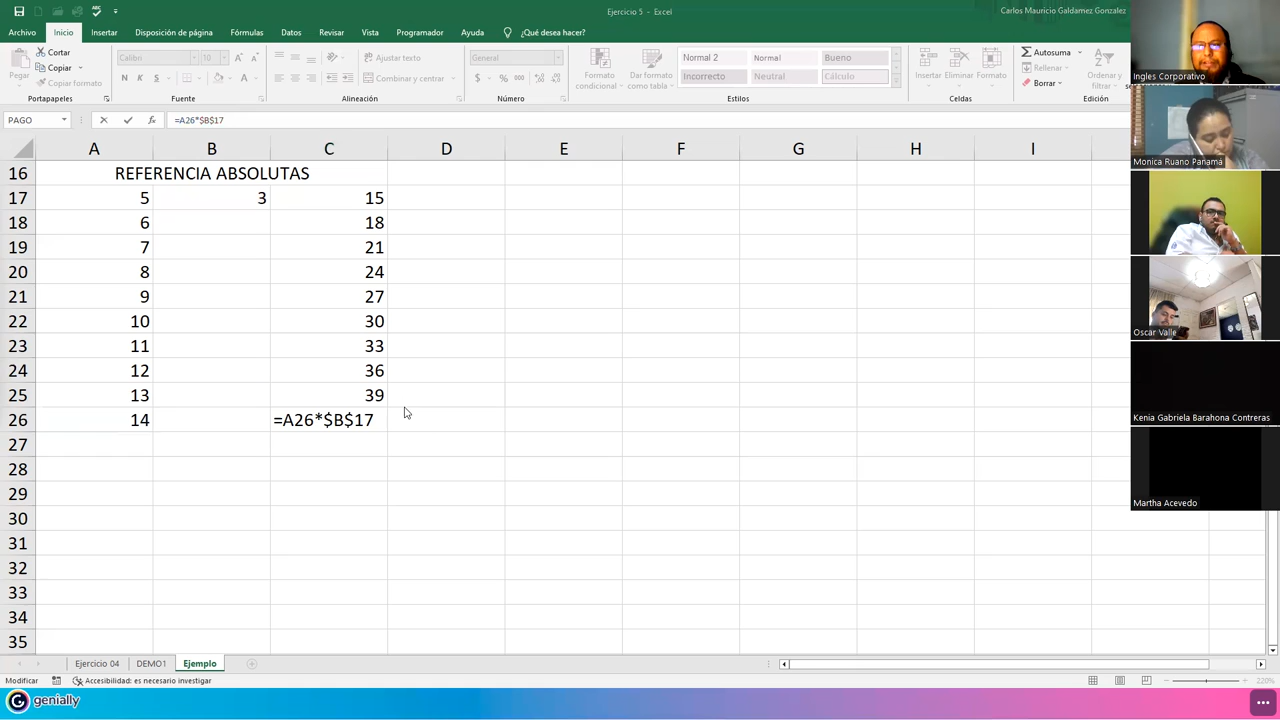 Ejercicio 5 - Excel
Carlos Mauricio Galdamez Gonzalez
Archivo Inicio Insertar Disposición de página Fórmulas Datos Revisar Vista Programador Ayuda ¿Qué desea hacer?
Pegar
Cortar
Copiar
Copiar formato
Portapapeles
Calibri 10
N K S
Fuente
Ajustar texto
Combinar y centrar
Alineación
General
$ % 000
Número
Formato condicional
Dar formato como tabla
Normal 2 Normal Bueno
Incorrecto Neutral Cálculo
Estilos
Insertar Eliminar Formato
Celdas
Autosuma
Rellenar
Borrar
Ordenar y filtrar
Edición
PAGO fx =A26*$B$17
A B C D E F G H I
16 REFERENCIA ABSOLUTAS
17 5 3 15
18 6 18
19 7 21
20 8 24
21 9 27
22 10 30
23 11 33
24 12 36
25 13 39
26 14 =A26*$B$17
27
28
29
30
31
32
33
34
35
Ejercicio 04 DEMO1 Ejemplo
Modificar Accesibilidad: es necesario investigar 220%
genially
Ingles Corporativo
Monica Ruano Panamá
Oscar Valle
Kenia Gabriela Barahona Contreras
Martha Acevedo